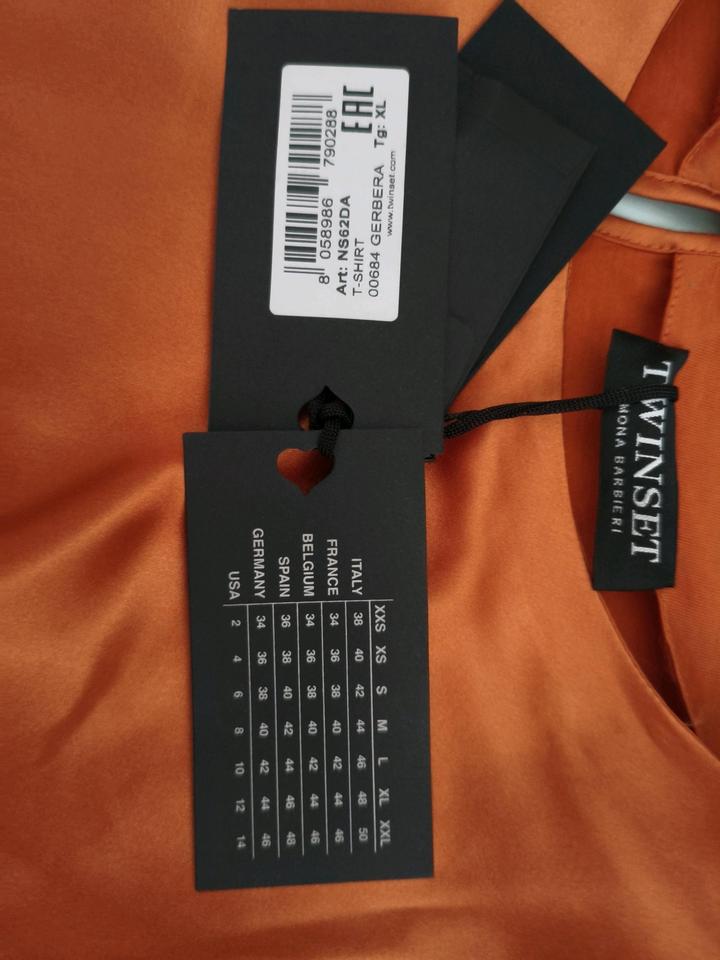 8 058986 790288
EAC
Art: NS62DA
T-SHIRT
00684 GERBERA Tg: XL
www.twinset.com
TWINSET
MONA BARBIERI
XXS XS S M L XL XXL
ITALY 38 40 42 44 46 48 50
FRANCE 34 36 38 40 42 44 46
BELGIUM 34 36 38 40 42 44 46
SPAIN 36 38 40 42 44 46 48
GERMANY 34 36 38 40 42 44 46
USA 2 4 6 8 10 12 14